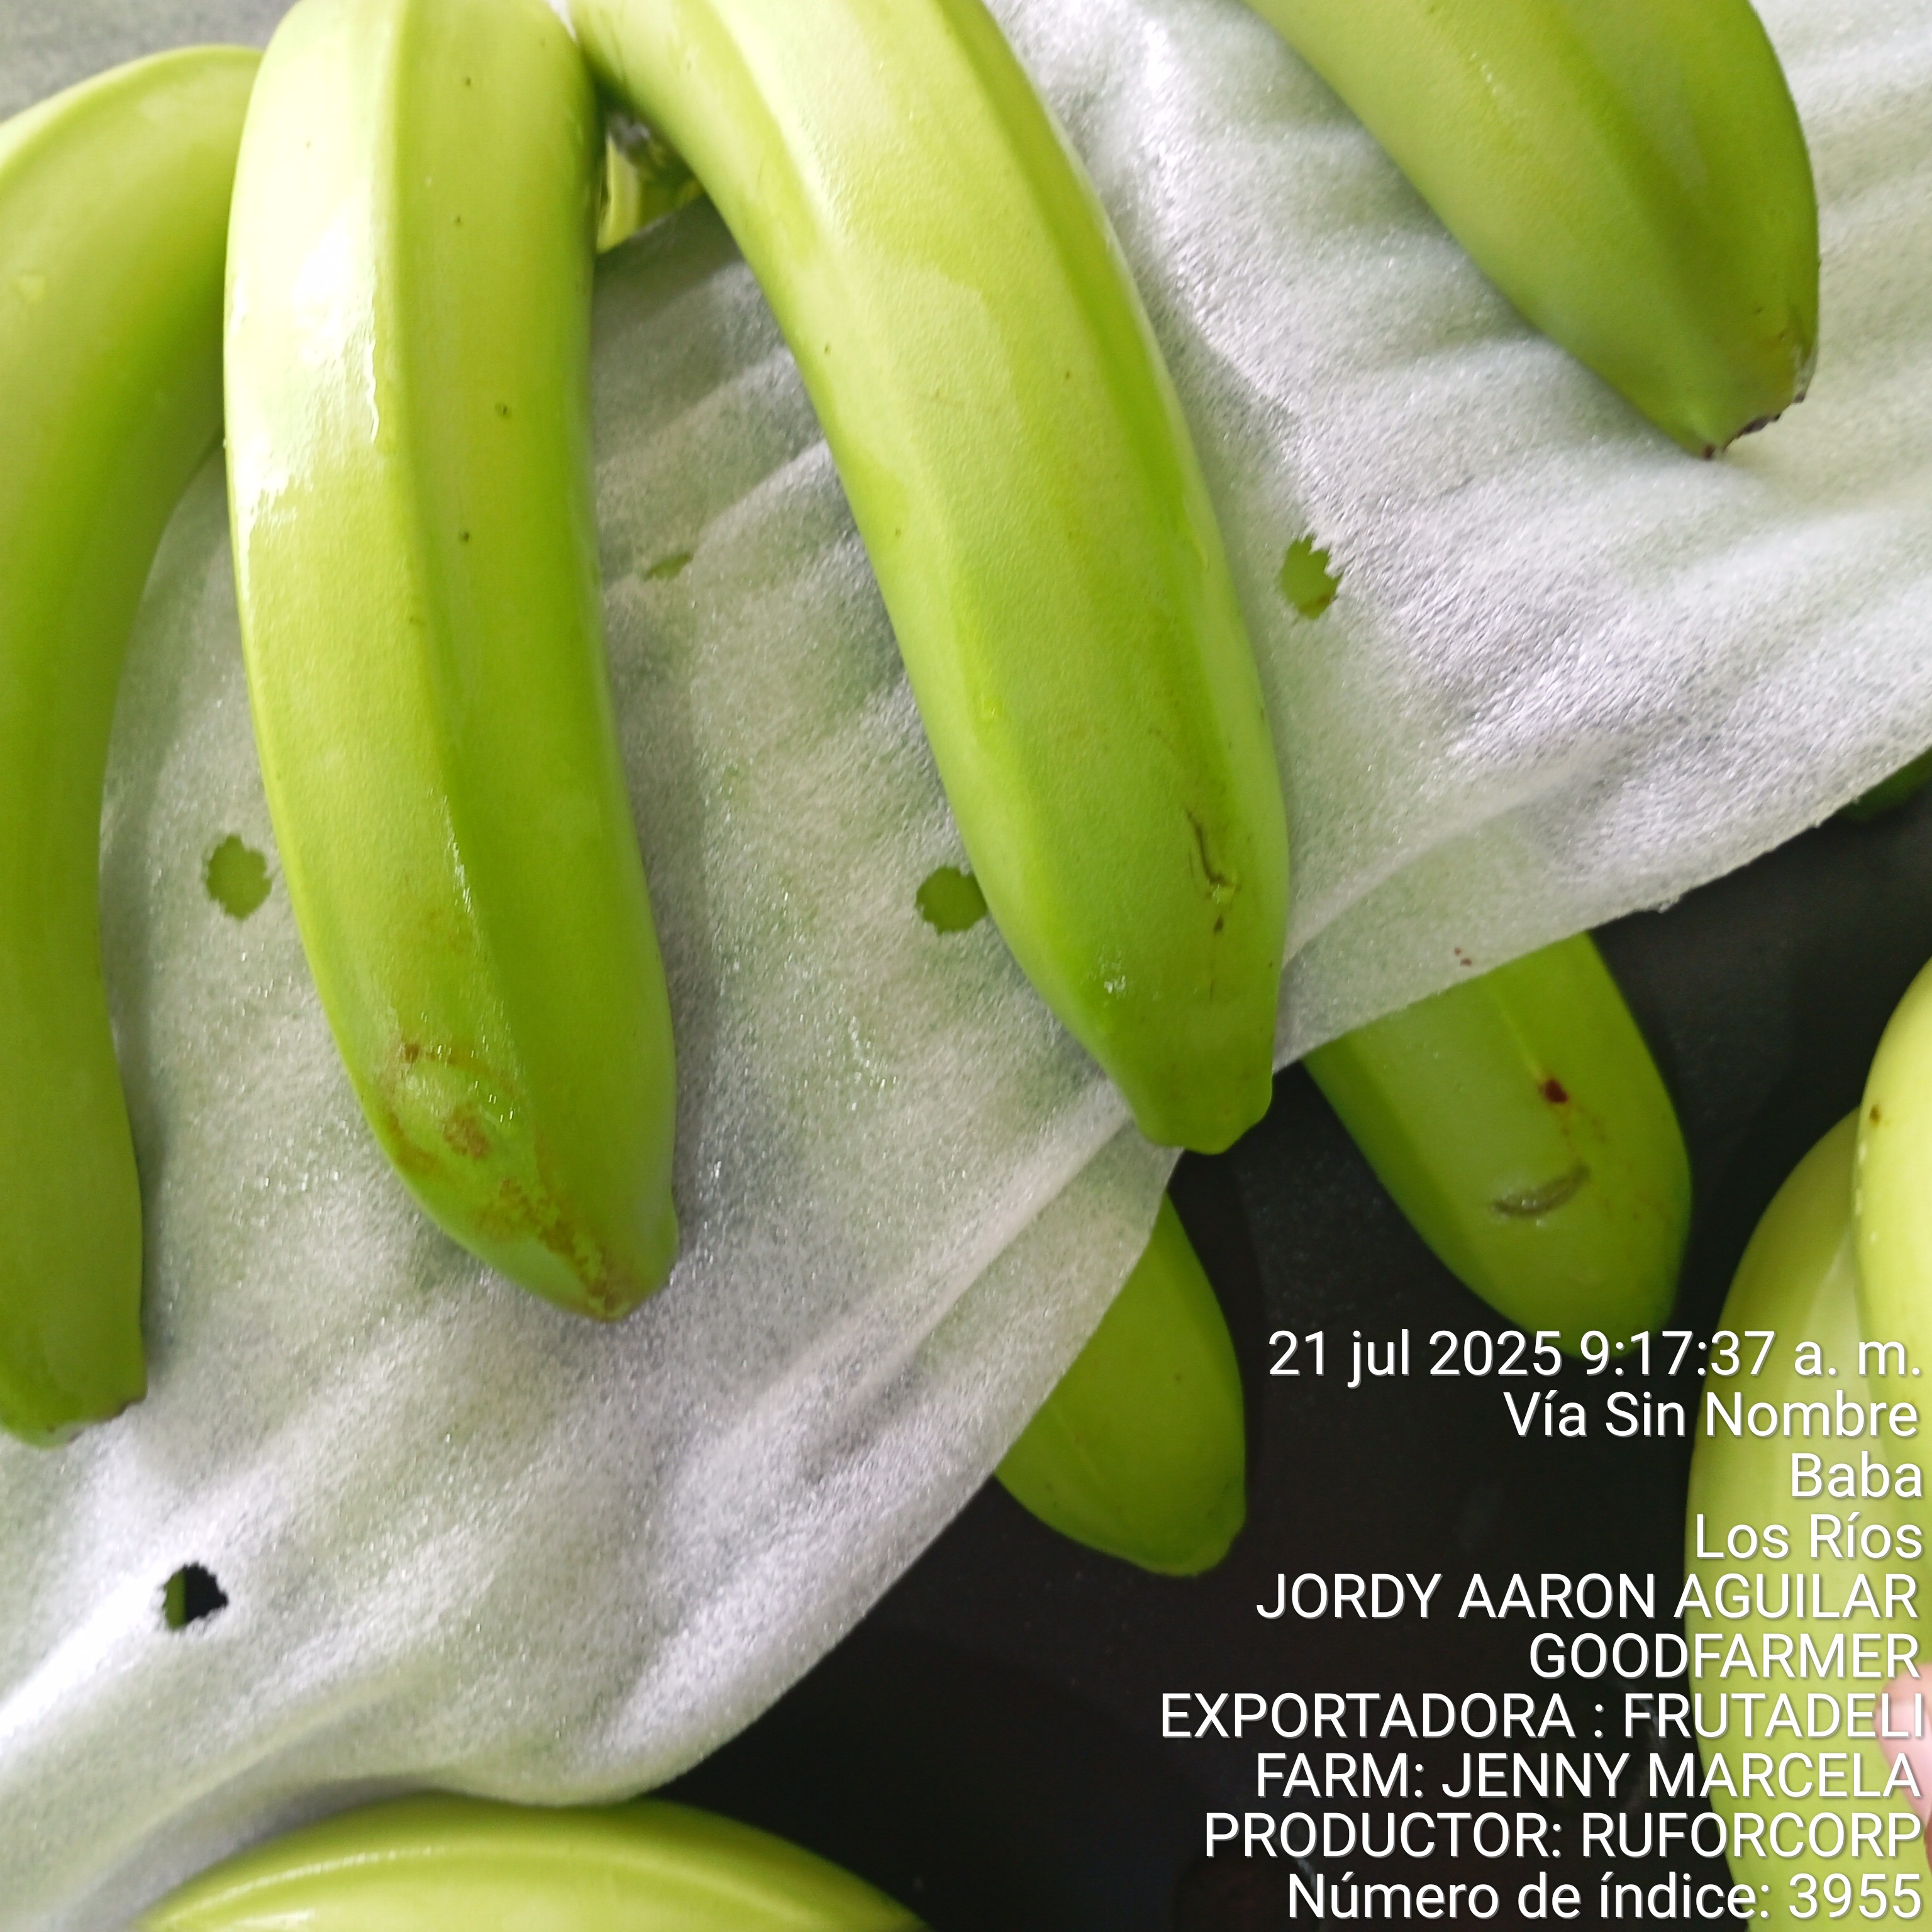 21 jul 2025 9:17:37 a. m.
Vía Sin Nombre
Baba
Los Ríos
JORDY AARON AGUILAR
GOODFARMER
EXPORTADORA : FRUTADELI
FARM: JENNY MARCELA
PRODUCTOR: RUFORCORP
Número de índice: 3955